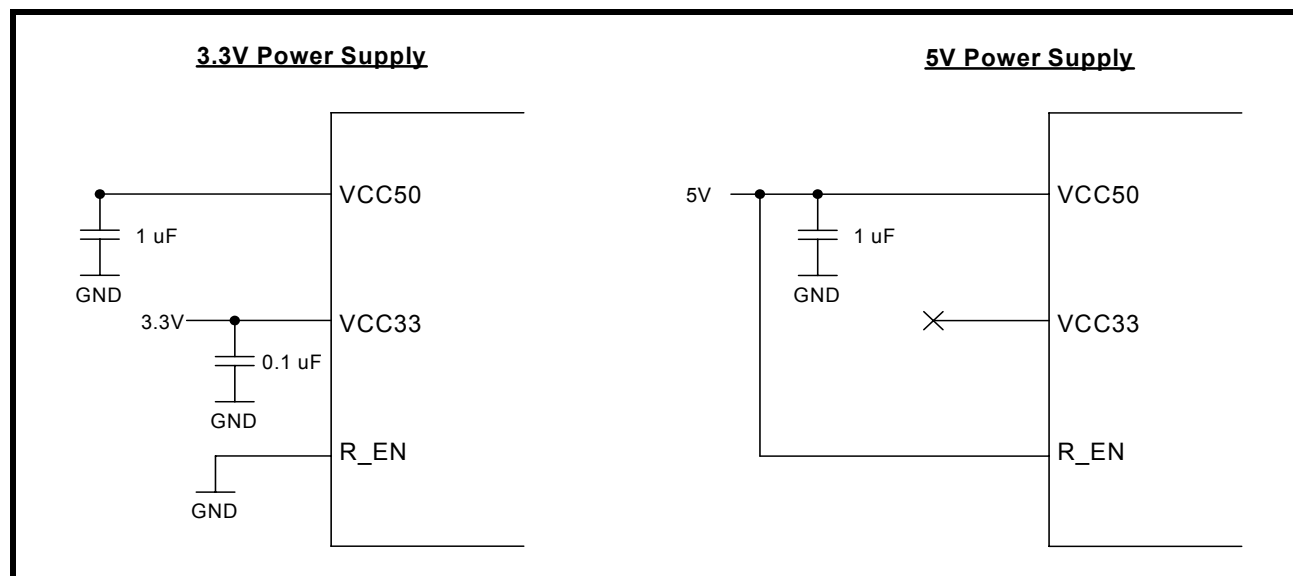 3.3V Power Supply
VCC50
1 uF
GND
3.3V
VCC33
0.1 uF
GND
R_EN
GND
5V Power Supply
5V
VCC50
1 uF
GND
VCC33
R_EN